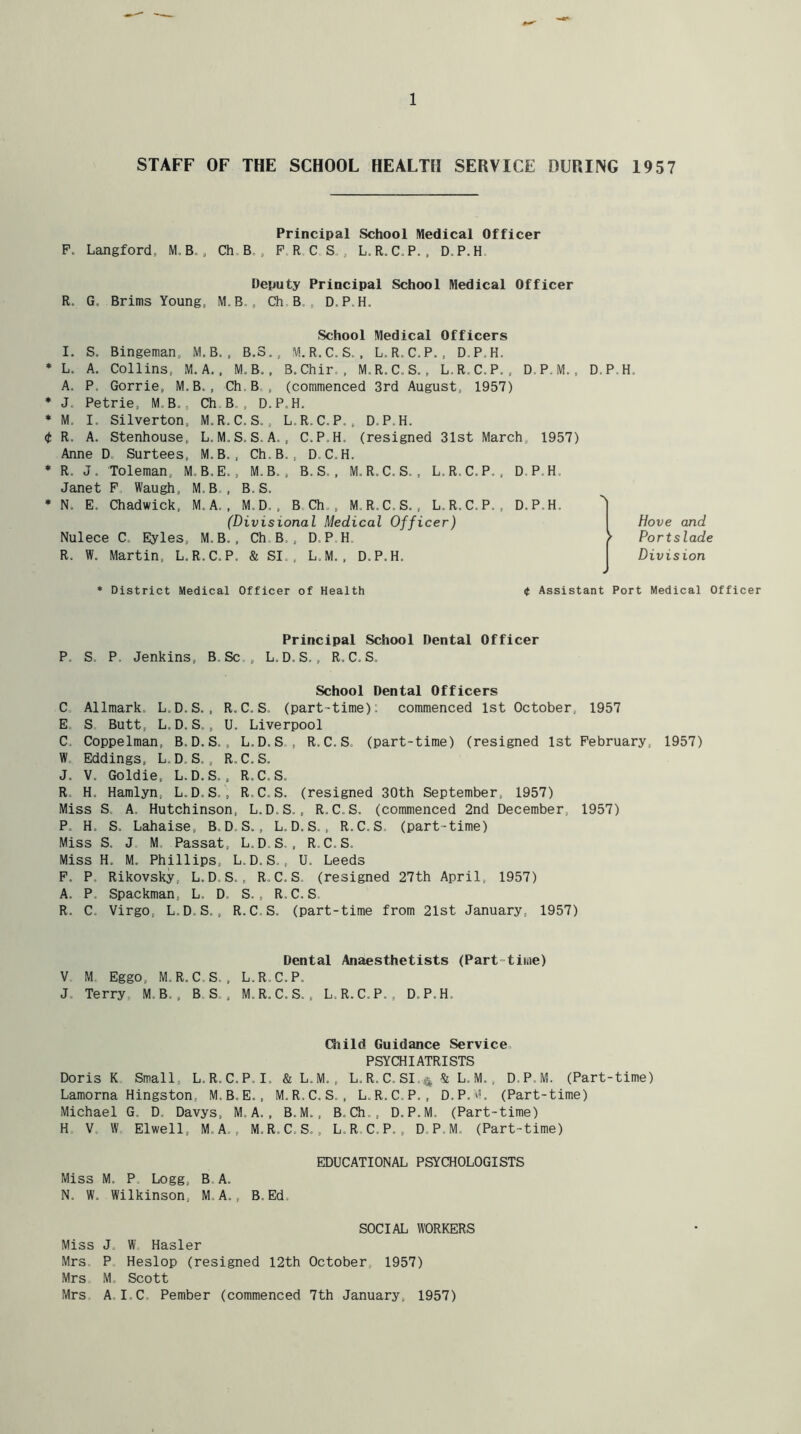 1
STAFF OF THE SCHOOL HEALTH SERVICE DURING 1957
Principal School Medical Officer
F. Langford, M.B., Ch.B., F.R.C.S., L.R.C.P., D.P.H.
Deputy Principal School Medical Officer
R. G. Brims Young, M.B., Ch.B., D.P.H.
School Medical Officers
I. S. Bingeman, M.B., B.S., M.R.C.S., L.R.C.P., D.P.H.
* L. A. Collins, M.A., M.B., B.Chir., M.R.C.S., L.R.C.P., D.P.M., D.P.H.
A. P. Gorrie, M.B., Ch.B., (commenced 3rd August, 1957)
* J. Petrie, M.B., Ch.B., D.P.H.
* M. I. Silverton, M.R.C.S., L.R.C.P., D.P.H.
¢ R. A. Stenhouse, L.M.S.S.A., C.P.H. (resigned 31st March, 1957)
Anne D. Surtees, M.B., Ch.B., D.C.H.
* R. J. Toleman, M.B.E., M.B., B.S., M.R.C.S., L.R.C.P., D.P.H.
Janet F. Waugh, M.B., B.S.
* N. E. Chadwick, M.A., M.D., B.Ch., M.R.C.S., L.R.C.P., D.P.H.
(Divisional Medical Officer)
Nulece C. Eyles, M.B., Ch.B., D.P.H.
R. W. Martin, L.R.C.P. & SI., L.M., D.P.H.
Hove and
Portslade
Division
* District Medical Officer of Health ¢ Assistant Port Medical Officer
Principal School Dental Officer
P. S. P. Jenkins, B.Sc., L.D.S., R.C.S.
School Dental Officers
C. Allmark. L.D.S., R.C.S. (part-time): commenced 1st October, 1957
E. S. Butt, L.D.S., U. Liverpool
C. Coppelman, B.D.S., L.D.S., R.C.S. (part-time) (resigned 1st February, 1957)
W. Eddings, L.D.S., R.C.S.
J. V. Goldie, L.D.S., R.C.S.
R. H. Hamlyn, L.D.S., R.C.S. (resigned 30th September, 1957)
Miss S. A. Hutchinson, L.D.S., R.C.S. (commenced 2nd December, 1957)
P. H. S. Lahaise, B.D.S., L.D.S., R.C.S. (part-time)
Miss S. J. M. Passat, L.D.S., R.C.S.
Miss H. M. Phillips, L.D.S., U. Leeds
F. P. Rikovsky, L.D.S., R.C.S. (resigned 27th April, 1957)
A. P. Spackman, L. D. S., R.C.S.
R. C. Virgo, L.D.S., R.C.S. (part-time from 21st January, 1957)
Dental Anaesthetists (Part-time)
V. M. Eggo, M.R.C.S., L.R.C.P.
J. Terry, M.B., B.S., M.R.C.S., L.R.C.P., D.P.H.
Child Guidance Service.
PSYCHIATRISTS
Doris K. Small, L.R.C.P.I. & L.M., L.R.C.SI., & L.M., D.P.M. (Part-time)
Lamorna Hingston, M.B.E., M.R.C.S., L.R.C.P., D.P.M. (Part-time)
Michael G. D. Davys, M.A., B.M., B.Ch., D.P.M. (Part-time)
H. V. W. Elwell, M.A., M.R.C.S., L.R.C.P., D.P.M. (Part-time)
EDUCATIONAL PSYCHOLOGISTS
Miss M. P. Logg, B.A.
N. W. Wilkinson, M.A., B.Ed.
SOCIAL WORKERS
Miss J. W. Hasler
Mrs. P. Heslop (resigned 12th October, 1957)
Mrs. M. Scott
Mrs. A.I.C. Pember (commenced 7th January, 1957)